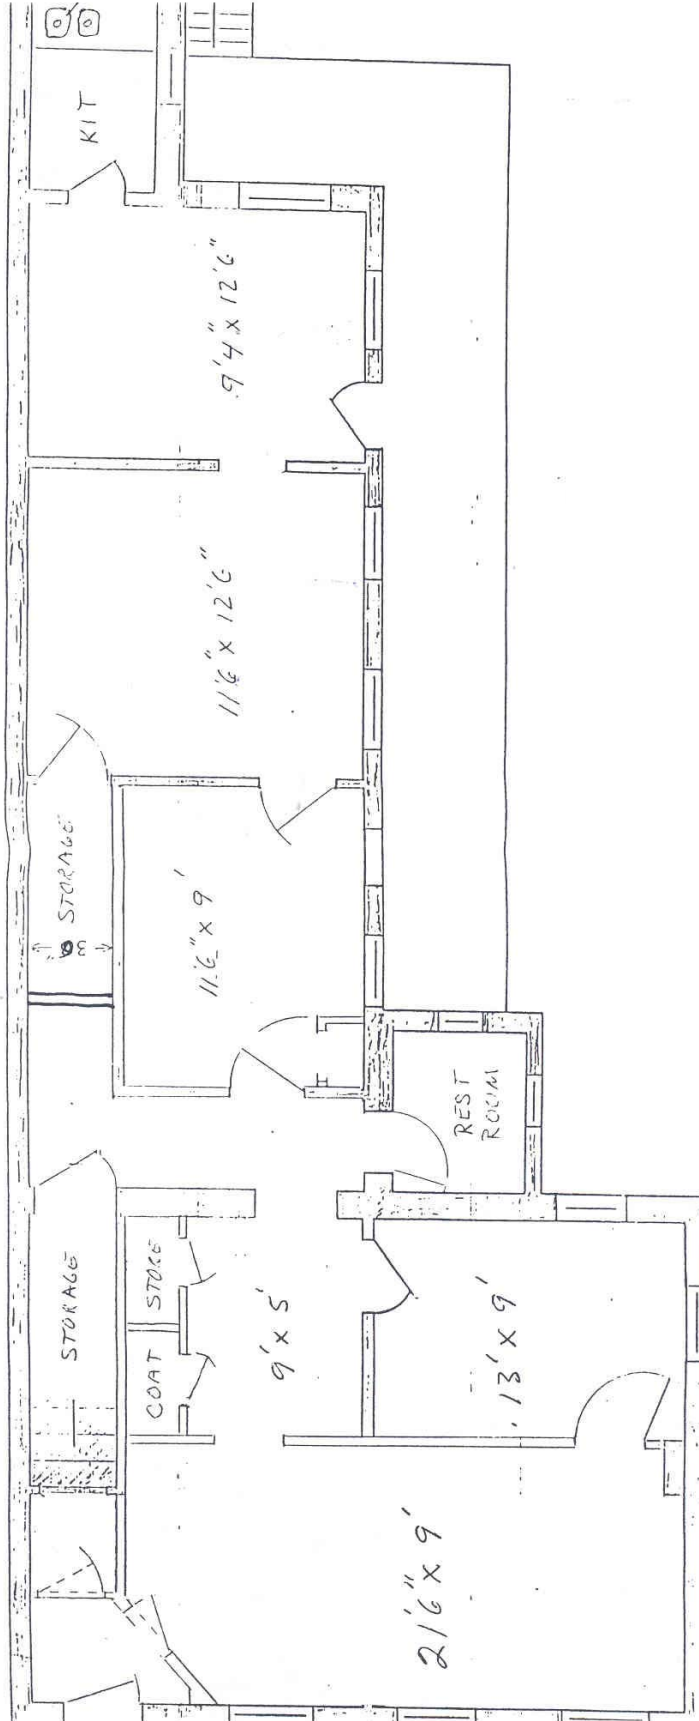 KIT
9'4" x 12'6"
11'6" x 12'6"
STORAGE
11'6" x 9'
REST
ROOM
STORAGE
STORE
COAT
9' x 5'
13' x 9'
21'6" x 9'